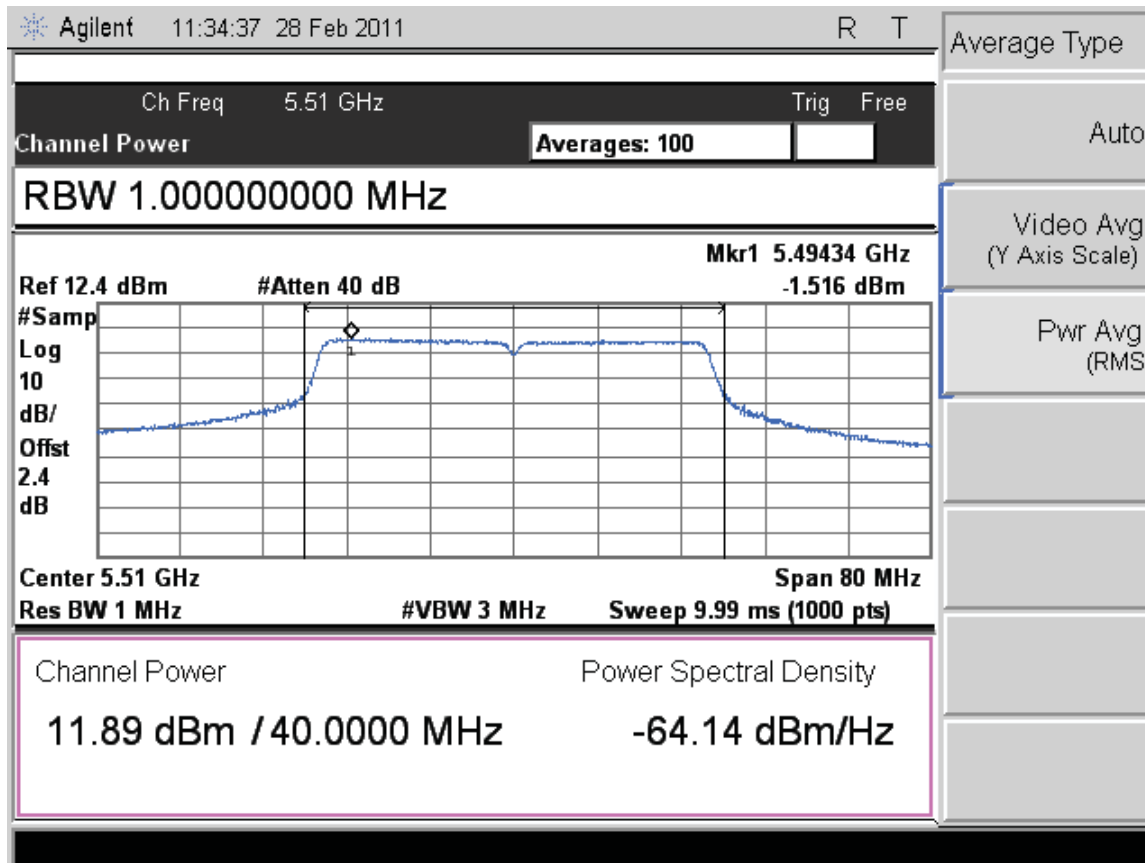 Agilent 11:34:37 28 Feb 2011 R T
Average Type
Ch Freq 5.51 GHz Trig Free
Channel Power Averages: 100
Auto
RBW 1.000000000 MHz
Video Avg
(Y Axis Scale)
Mkr1 5.49434 GHz
Ref 12.4 dBm #Atten 40 dB -1.516 dBm
Pwr Avg
(RMS
#Samp
Log
10
dB/
Offst
2.4
dB
1
Center 5.51 GHz Span 80 MHz
Res BW 1 MHz #VBW 3 MHz Sweep 9.99 ms (1000 pts)
Channel Power Power Spectral Density
11.89 dBm / 40.0000 MHz -64.14 dBm/Hz